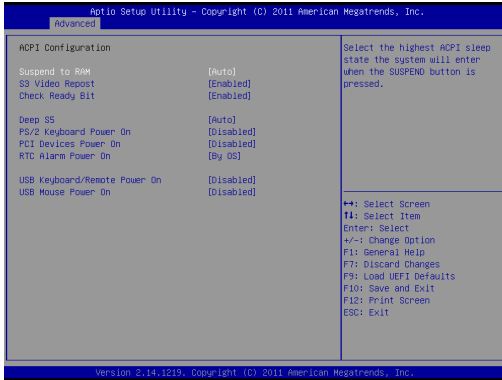 Aptio Setup Utility – Copyright (C) 2011 American Megatrends, Inc.
Advanced
ACPI Configuration
Suspend to RAM [Auto]
S3 Video Repost [Enabled]
Check Ready Bit [Enabled]
Deep S5 [Auto]
PS/2 Keyboard Power On [Disabled]
PCI Devices Power On [Disabled]
RTC Alarm Power On [By OS]
USB Keyboard/Remote Power On [Disabled]
USB Mouse Power On [Disabled]
Select the highest ACPI sleep
state the system will enter
when the SUSPEND button is
pressed.
↔: Select Screen
↑↓: Select Item
Enter: Select
+/-: Change Option
F1: General Help
F7: Discard Changes
F9: Load UEFI Defaults
F10: Save and Exit
F12: Print Screen
ESC: Exit
Version 2.14.1219. Copyright (C) 2011 American Megatrends, Inc.